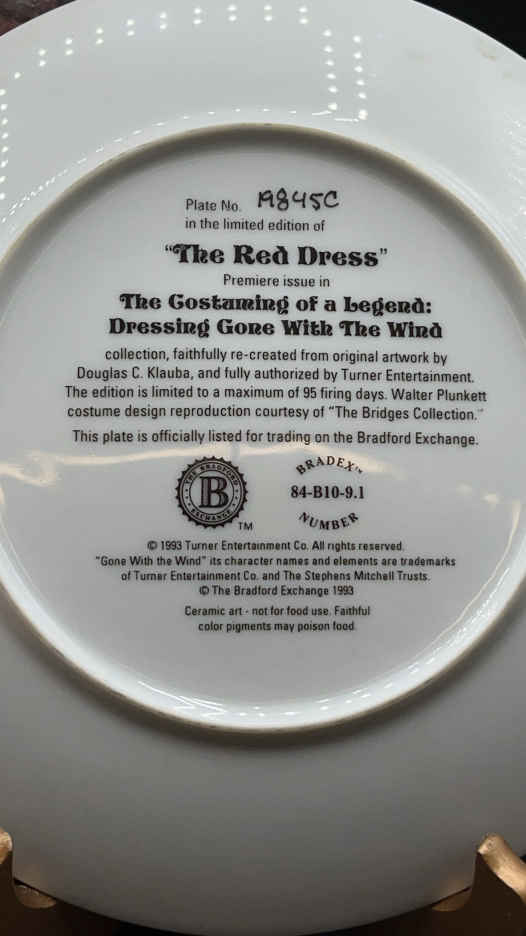 Plate No. 19845C
in the limited edition of
"The Red Dress"
Premiere issue in
The Costuming of a Legend:
Dressing Gone With The Wind
collection, faithfully re-created from original artwork by
Douglas C. Klauba, and fully authorized by Turner Entertainment.
The edition is limited to a maximum of 95 firing days. Walter Plunkett
costume design reproduction courtesy of "The Bridges Collection."
This plate is officially listed for trading on the Bradford Exchange.
THE BRADFORD
B
EXCHANGE
TM
BRADEX™
84-B10-9.1
NUMBER
© 1993 Turner Entertainment Co. All rights reserved.
"Gone With the Wind" its character names and elements are trademarks
of Turner Entertainment Co. and The Stephens Mitchell Trusts.
© The Bradford Exchange 1993
Ceramic art - not for food use. Faithful
color pigments may poison food.